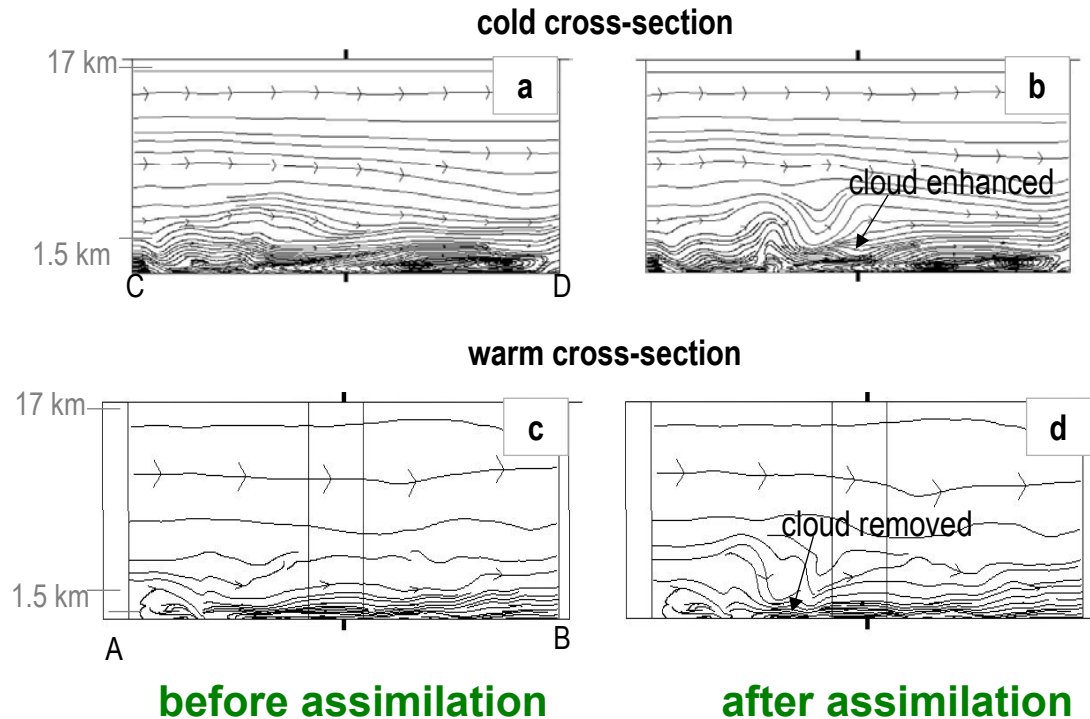 cold cross-section
17 km
a
b
cloud enhanced
1.5 km
C
D
warm cross-section
17 km
c
d
cloud removed
1.5 km
A
B
before assimilation
after assimilation